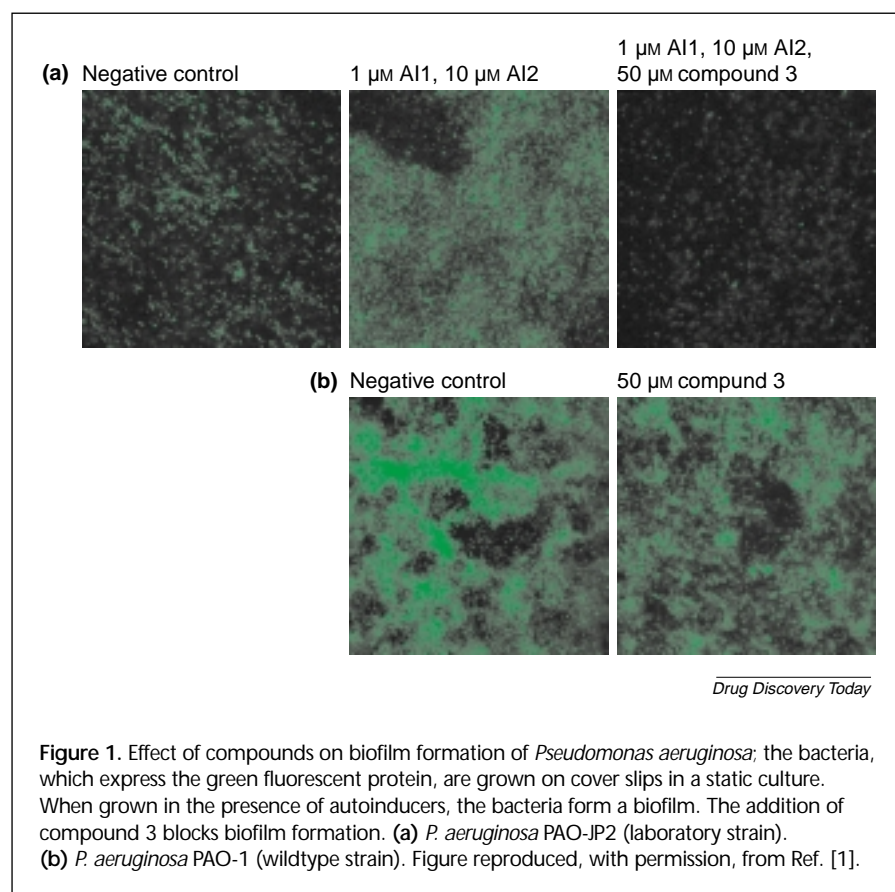 1 µM AI1, 10 µM AI2,
(a) Negative control 1 µM AI1, 10 µM AI2 50 µM compound 3
(b) Negative control 50 µM compund 3
Drug Discovery Today
Figure 1. Effect of compounds on biofilm formation of Pseudomonas aeruginosa; the bacteria,
which express the green fluorescent protein, are grown on cover slips in a static culture.
When grown in the presence of autoinducers, the bacteria form a biofilm. The addition of
compound 3 blocks biofilm formation. (a) P. aeruginosa PAO-JP2 (laboratory strain).
(b) P. aeruginosa PAO-1 (wildtype strain). Figure reproduced, with permission, from Ref. [1].